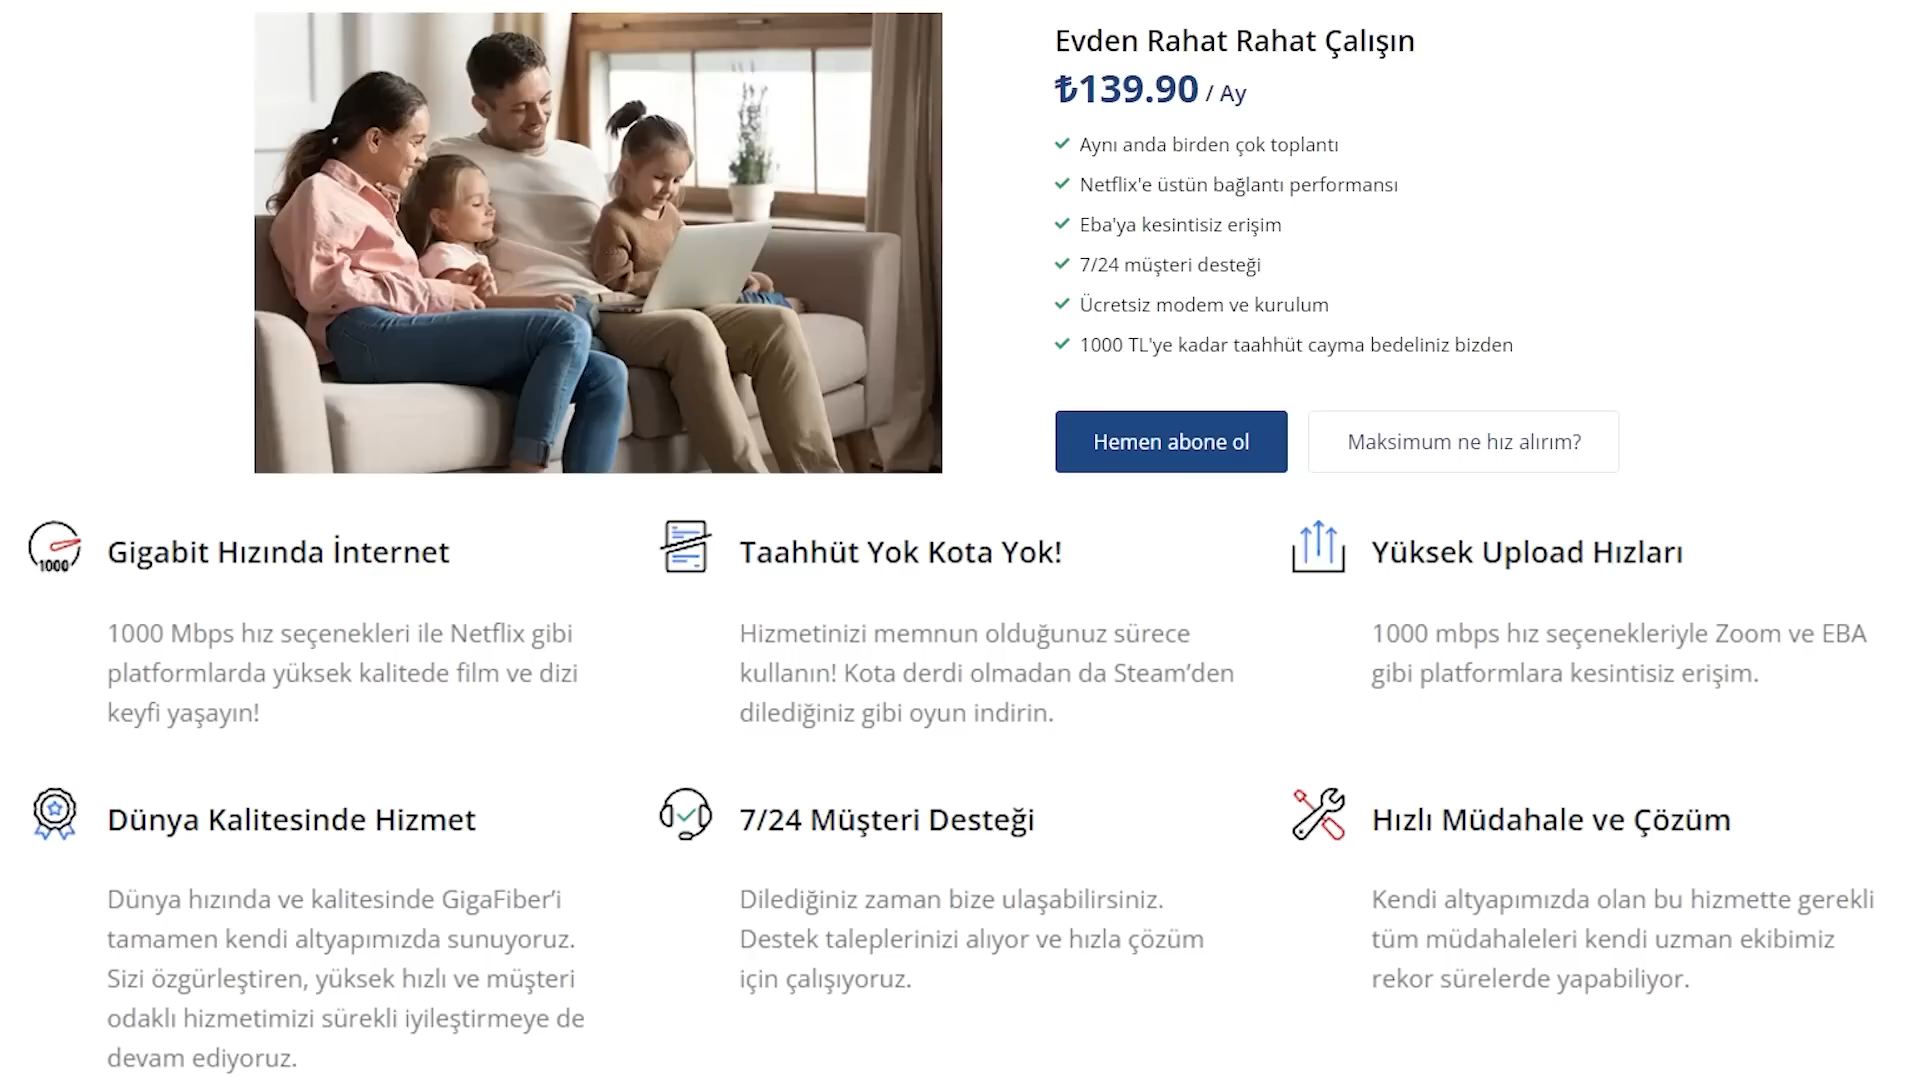 Evden Rahat Rahat Çalışın
₺139.90 / Ay
Aynı anda birden çok toplantı
Netflix'e üstün bağlantı performansı
Eba'ya kesintisiz erişim
7/24 müşteri desteği
Ücretsiz modem ve kurulum
1000 TL'ye kadar taahhüt cayma bedeliniz bizden
Hemen abone ol
Maksimum ne hız alırım?
1000
Gigabit Hızında İnternet
1000 Mbps hız seçenekleri ile Netflix gibi
platformlarda yüksek kalitede film ve dizi
keyfi yaşayın!
Taahhüt Yok Kota Yok!
Hizmetinizi memnun olduğunuz sürece
kullanın! Kota derdi olmadan da Steam’den
dilediğiniz gibi oyun indirin.
Yüksek Upload Hızları
1000 mbps hız seçenekleriyle Zoom ve EBA
gibi platformlara kesintisiz erişim.
Dünya Kalitesinde Hizmet
Dünya hızında ve kalitesinde GigaFiber’i
tamamen kendi altyapımızda sunuyoruz.
Sizi özgürleştiren, yüksek hızlı ve müşteri
odaklı hizmetimizi sürekli iyileştirmeye de
devam ediyoruz.
7/24 Müşteri Desteği
Dilediğiniz zaman bize ulaşabilirsiniz.
Destek taleplerinizi alıyor ve hızla çözüm
için çalışıyoruz.
Hızlı Müdahale ve Çözüm
Kendi altyapımızda olan bu hizmette gerekli
tüm müdahaleleri kendi uzman ekibimiz
rekor sürelerde yapabiliyor.